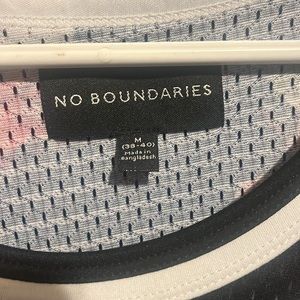 NO BOUNDARIES
M
(38-40)
Made in
Bangladesh